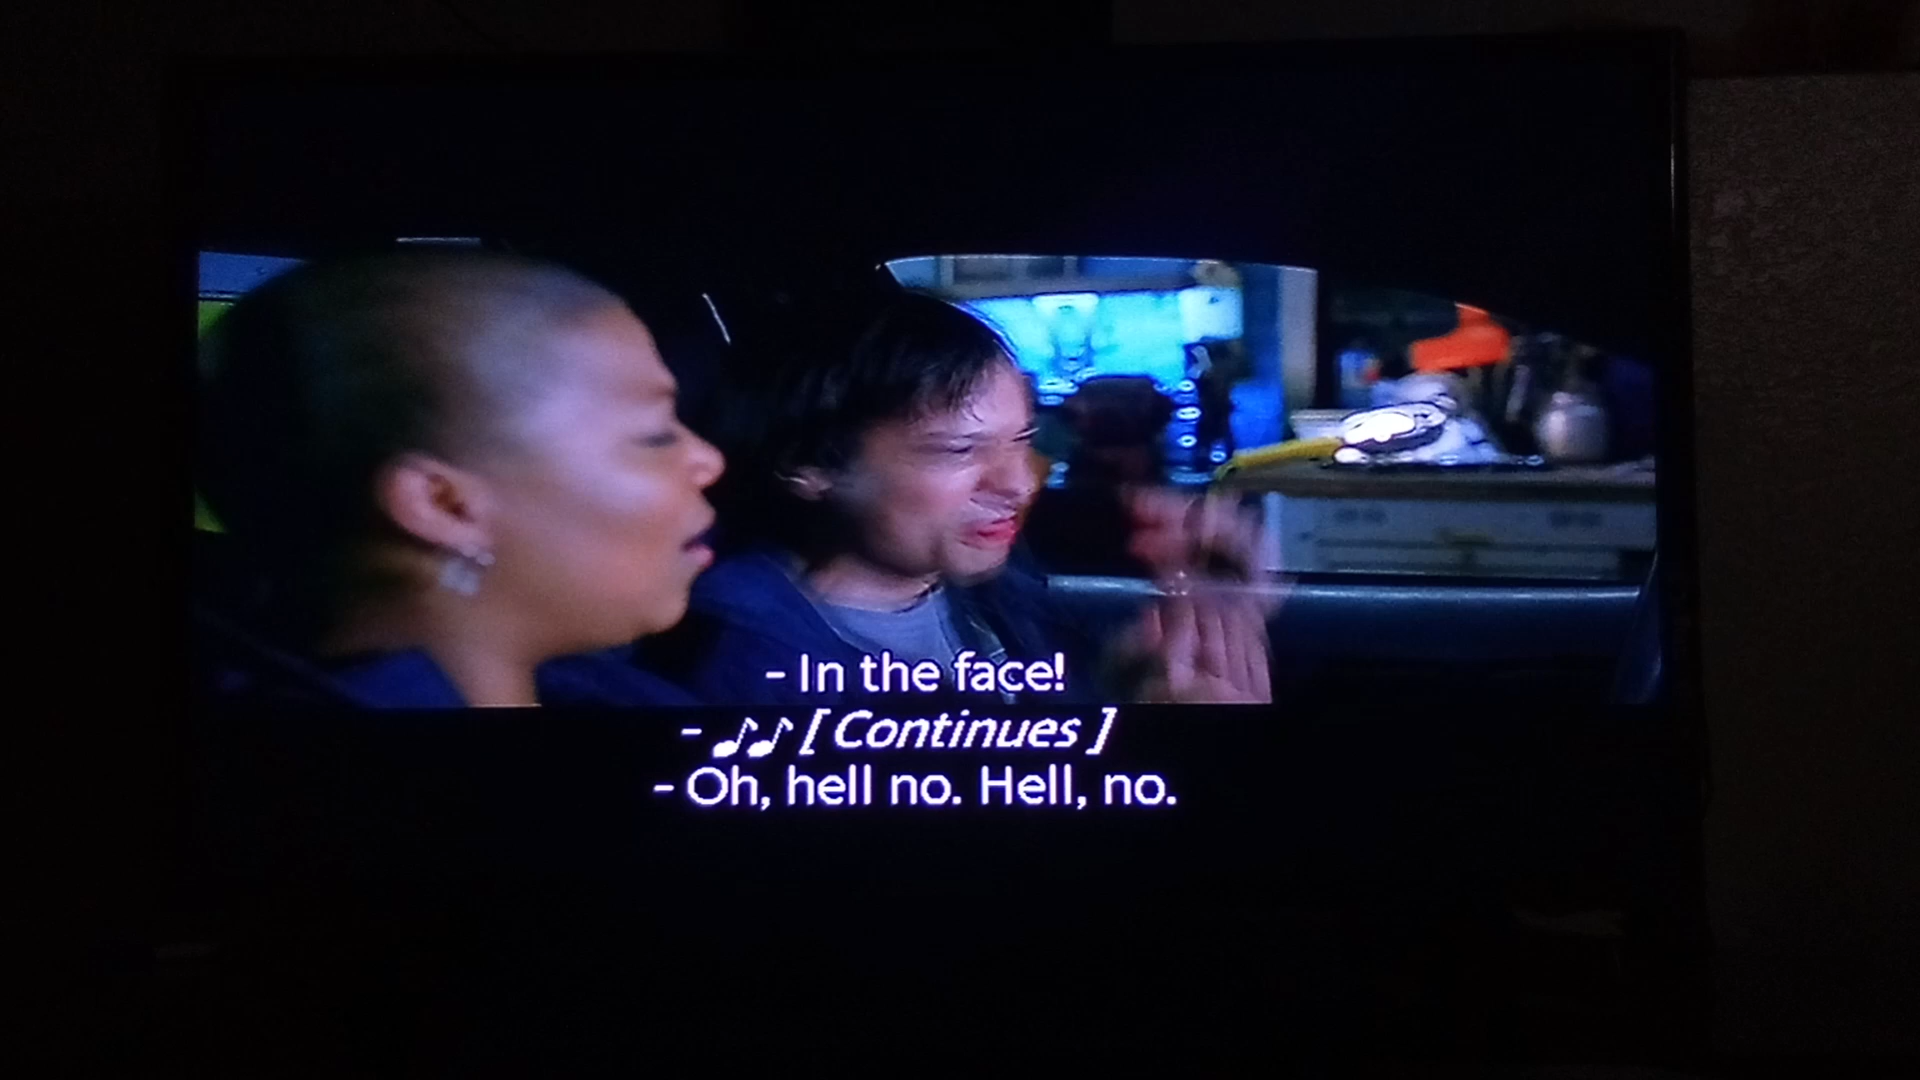 - In the face!
- ♪♪ [ Continues ]
- Oh, hell no. Hell, no.